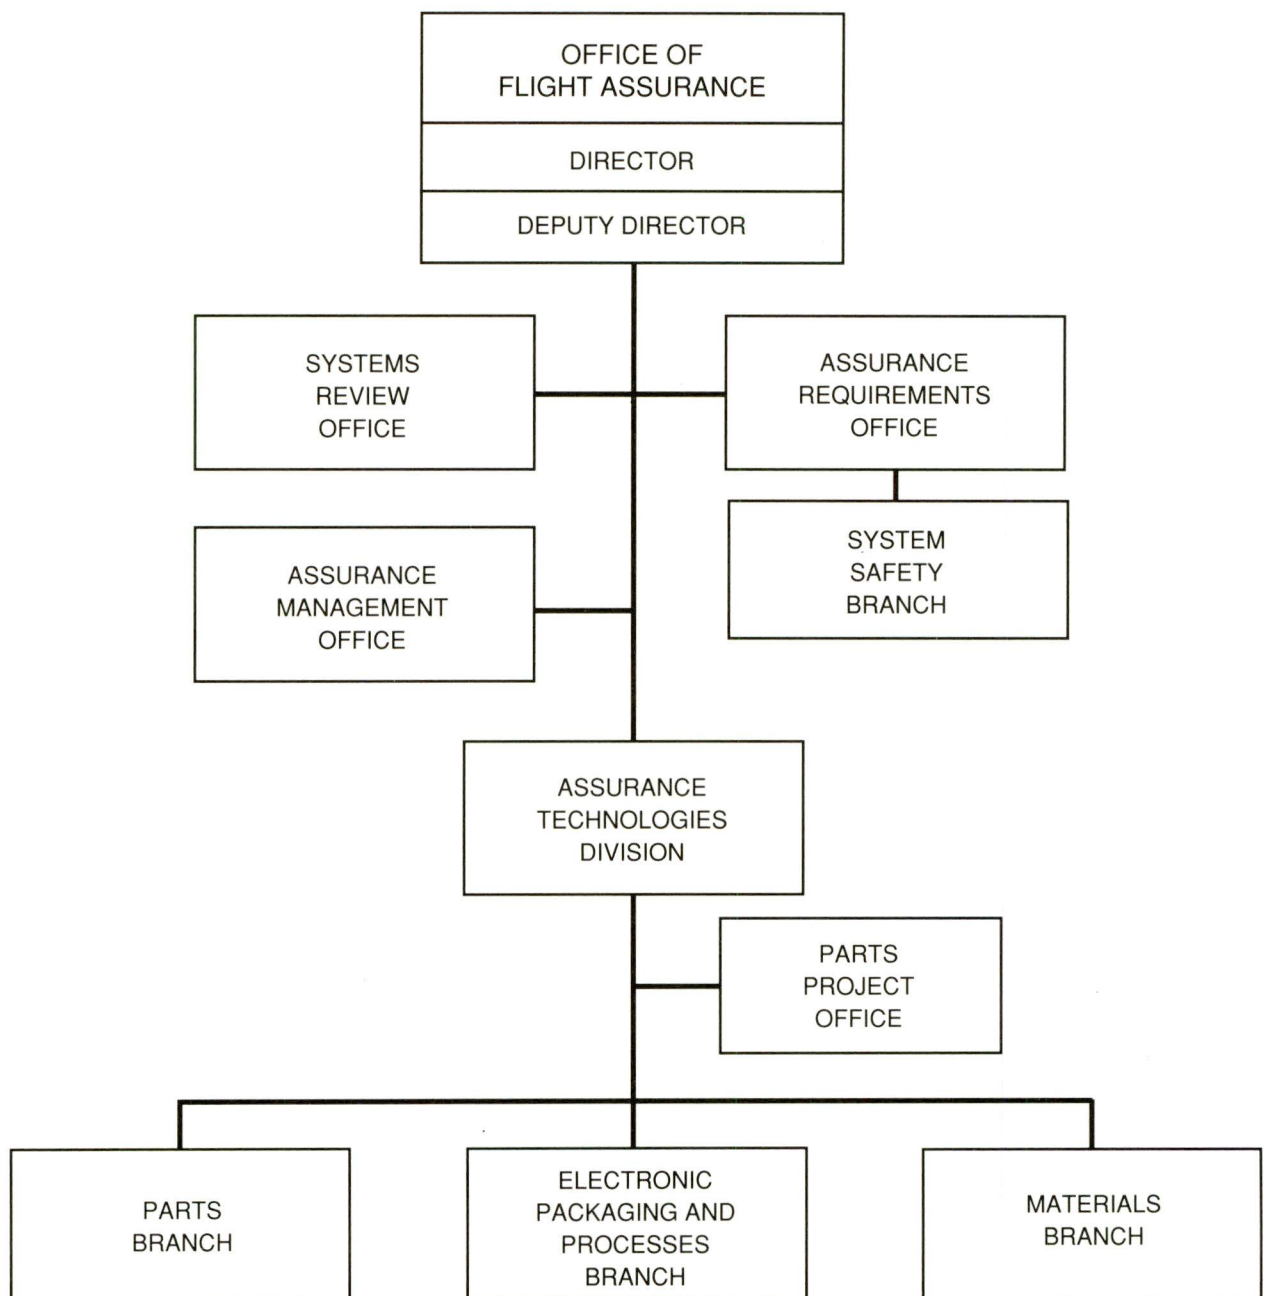 OFFICE OF
FLIGHT ASSURANCE
DIRECTOR
DEPUTY DIRECTOR
SYSTEMS
REVIEW
OFFICE
ASSURANCE
REQUIREMENTS
OFFICE
SYSTEM
SAFETY
BRANCH
ASSURANCE
MANAGEMENT
OFFICE
ASSURANCE
TECHNOLOGIES
DIVISION
PARTS
PROJECT
OFFICE
PARTS
BRANCH
ELECTRONIC
PACKAGING AND
PROCESSES
BRANCH
MATERIALS
BRANCH